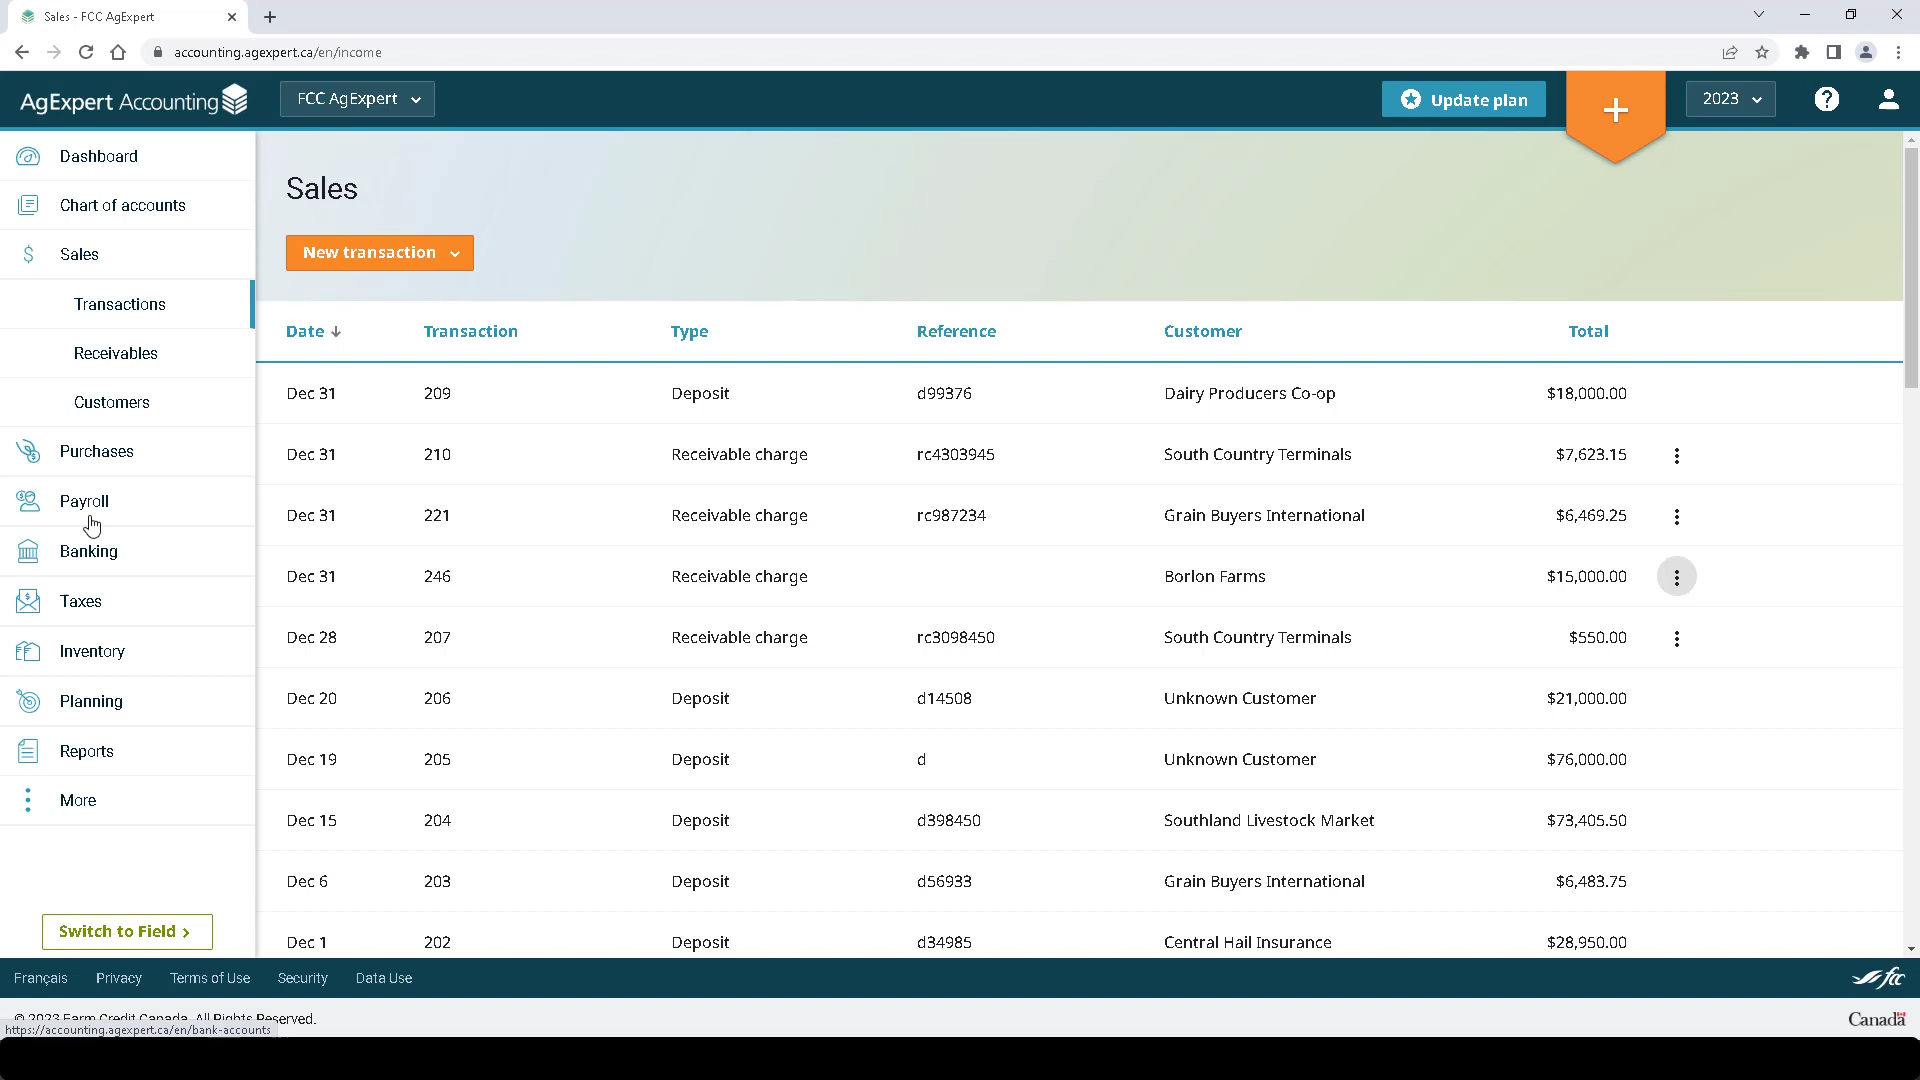 Sales - FCC AgExpert
accounting.agexpert.ca/en/income
AgExpert Accounting
FCC AgExpert
Update plan
+
2023
?
Dashboard
Chart of accounts
Sales
Transactions
Receivables
Customers
Purchases
Payroll
Banking
Taxes
Inventory
Planning
Reports
More
Switch to Field >
Sales
New transaction
Date ↓ Transaction Type Reference Customer Total
Dec 31 209 Deposit d99376 Dairy Producers Co-op $18,000.00
Dec 31 210 Receivable charge rc4303945 South Country Terminals $7,623.15
Dec 31 221 Receivable charge rc987234 Grain Buyers International $6,469.25
Dec 31 246 Receivable charge Borlon Farms $15,000.00
Dec 28 207 Receivable charge rc3098450 South Country Terminals $550.00
Dec 20 206 Deposit d14508 Unknown Customer $21,000.00
Dec 19 205 Deposit d Unknown Customer $76,000.00
Dec 15 204 Deposit d398450 Southland Livestock Market $73,405.50
Dec 6 203 Deposit d56933 Grain Buyers International $6,483.75
Dec 1 202 Deposit d34985 Central Hail Insurance $28,950.00
Français Privacy Terms of Use Security Data Use
fcc
© 2023 Farm Credit Canada. All Rights Reserved.
Canada
https://accounting.agexpert.ca/en/bank-accounts